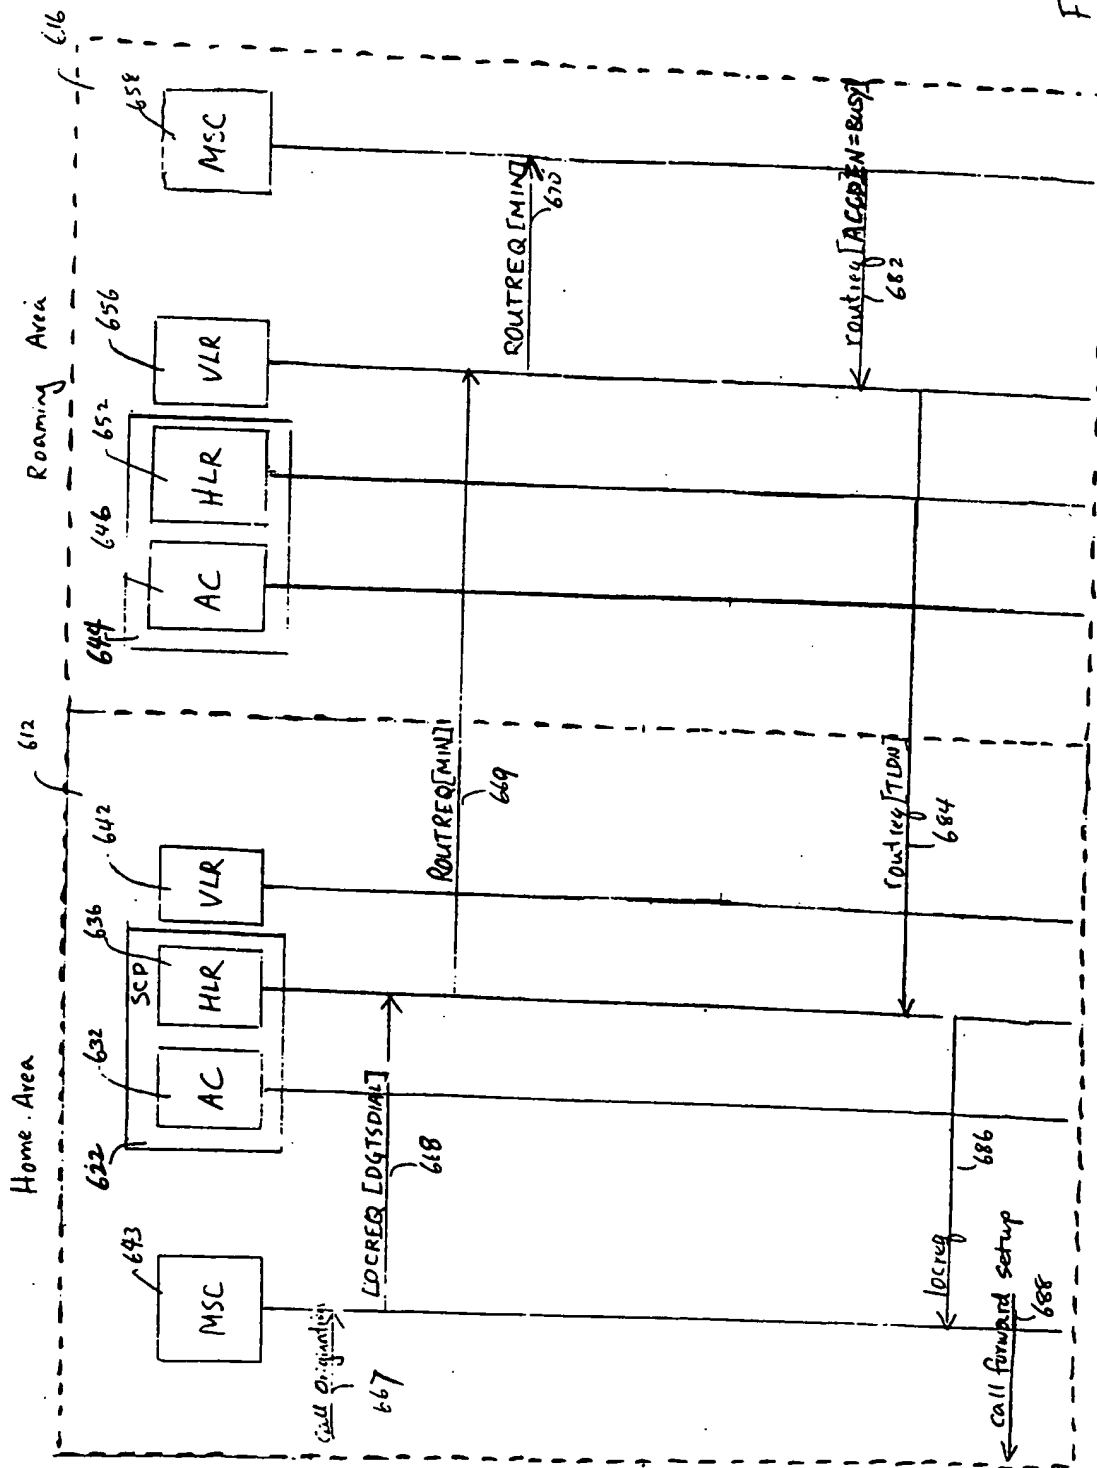 Home Area
Roaming Area
612
616
643
MSC
622
632
AC
SCP
636
HLR
642
VLR
644
646
AC
652
HLR
656
VLR
658
MSC
Call Origination
667
LOCREQ [DGTSDIAL]
668
ROUTREQ[MIN]
669
ROUTREQ[MIN]
670
routreq[ACCDEN=Busy]
682
routreq[TLDN]
684
locreq
686
call forward setup
688
F